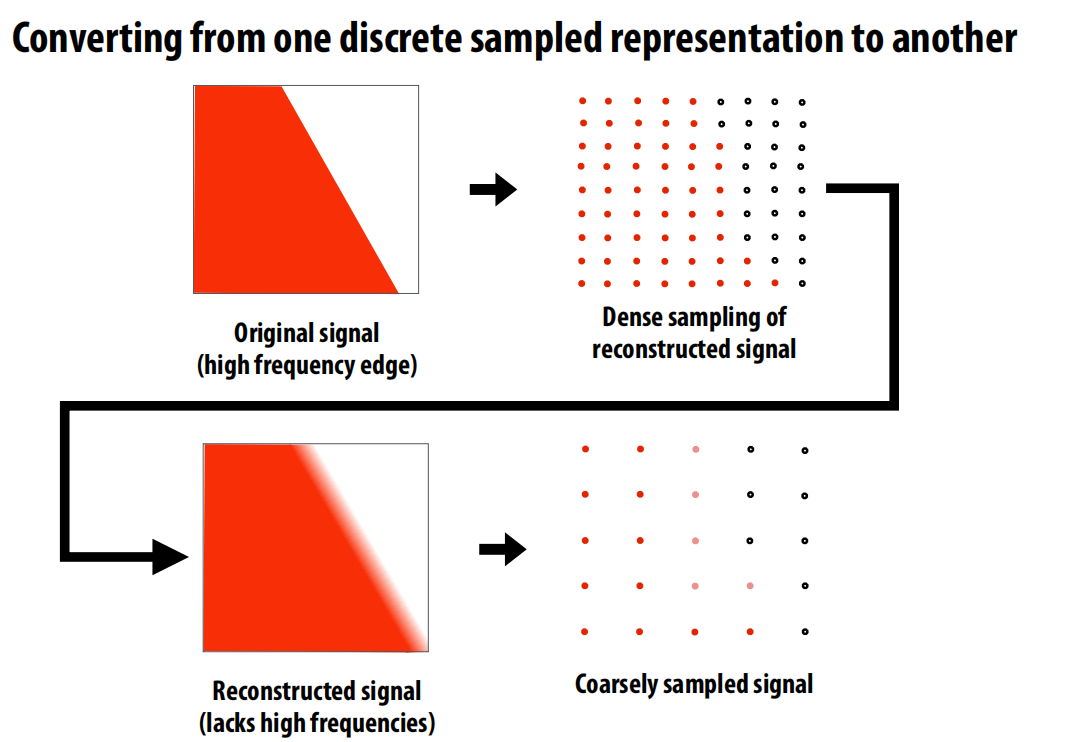 Converting from one discrete sampled representation to another
Original signal
(high frequency edge)
Dense sampling of
reconstructed signal
Reconstructed signal
(lacks high frequencies)
Coarsely sampled signal